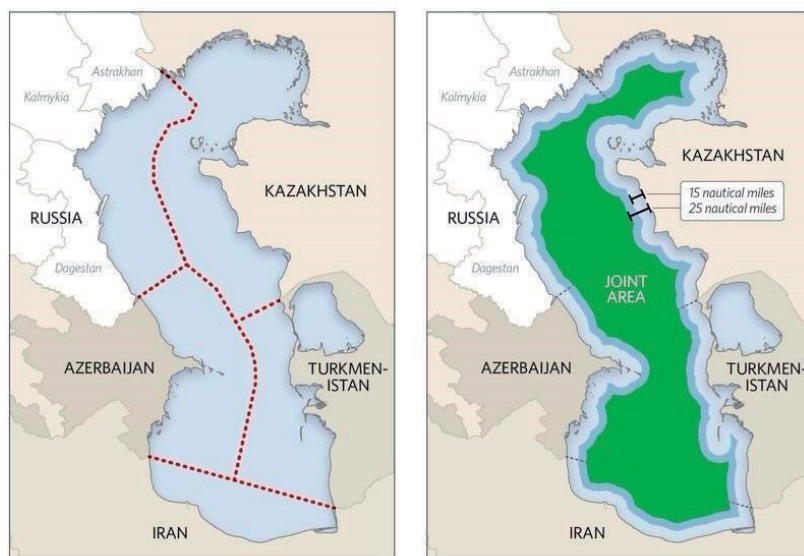 Astrakhan
Kalmykia
KAZAKHSTAN
RUSSIA
Dagestan
AZERBAIJAN
TURKMEN-
ISTAN
IRAN
Astrakhan
Kalmykia
KAZAKHSTAN
15 nautical miles
25 nautical miles
RUSSIA
Dagestan
JOINT
AREA
AZERBAIJAN
TURKMEN-
ISTAN
IRAN